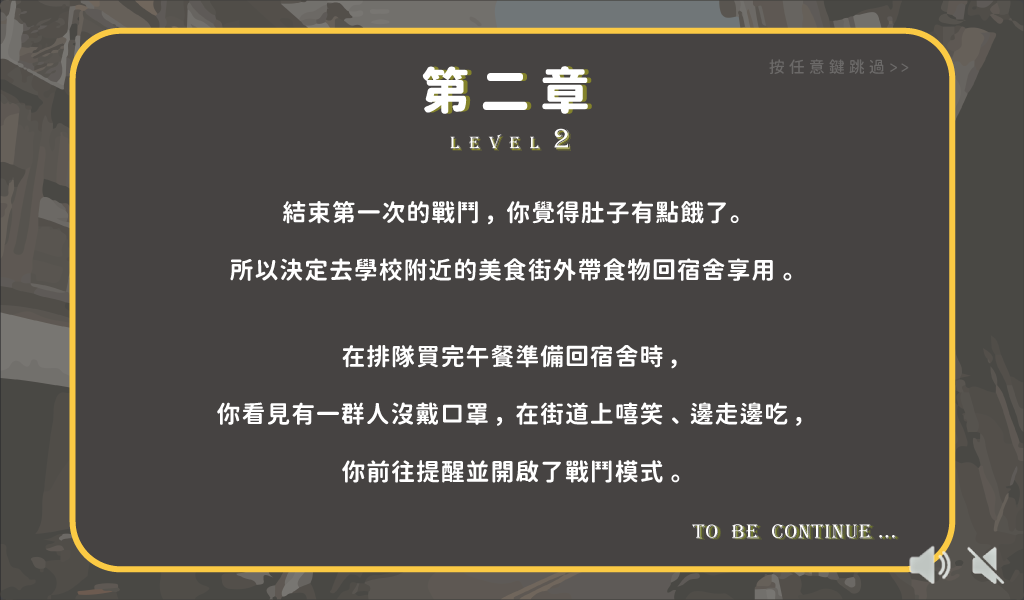 按任意鍵跳過>>
第二章
LEVEL 2
結束第一次的戰鬥，你覺得肚子有點餓了。
所以決定去學校附近的美食街外帶食物回宿舍享用。
在排隊買完午餐準備回宿舍時，
你看見有一群人沒戴口罩，在街道上嘻笑、邊走邊吃，
你前往提醒並開啟了戰鬥模式。
TO BE CONTINUE...